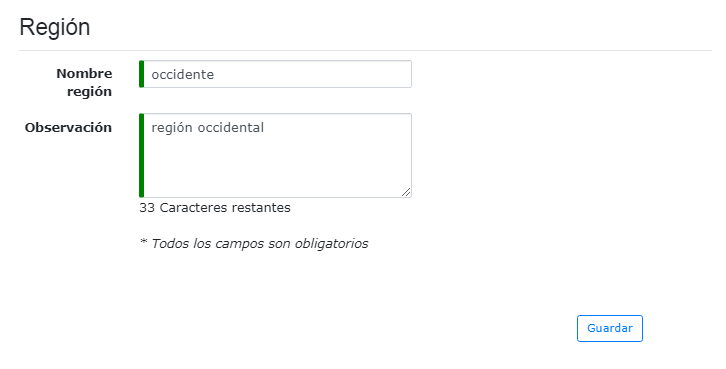 Región
Nombre
región
occidente
Observación
región occidental
33 Caracteres restantes
* Todos los campos son obligatorios
Guardar